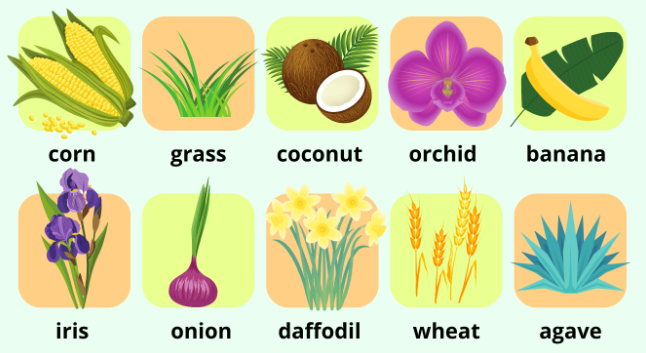 corn grass coconut orchid banana
iris onion daffodil wheat agave